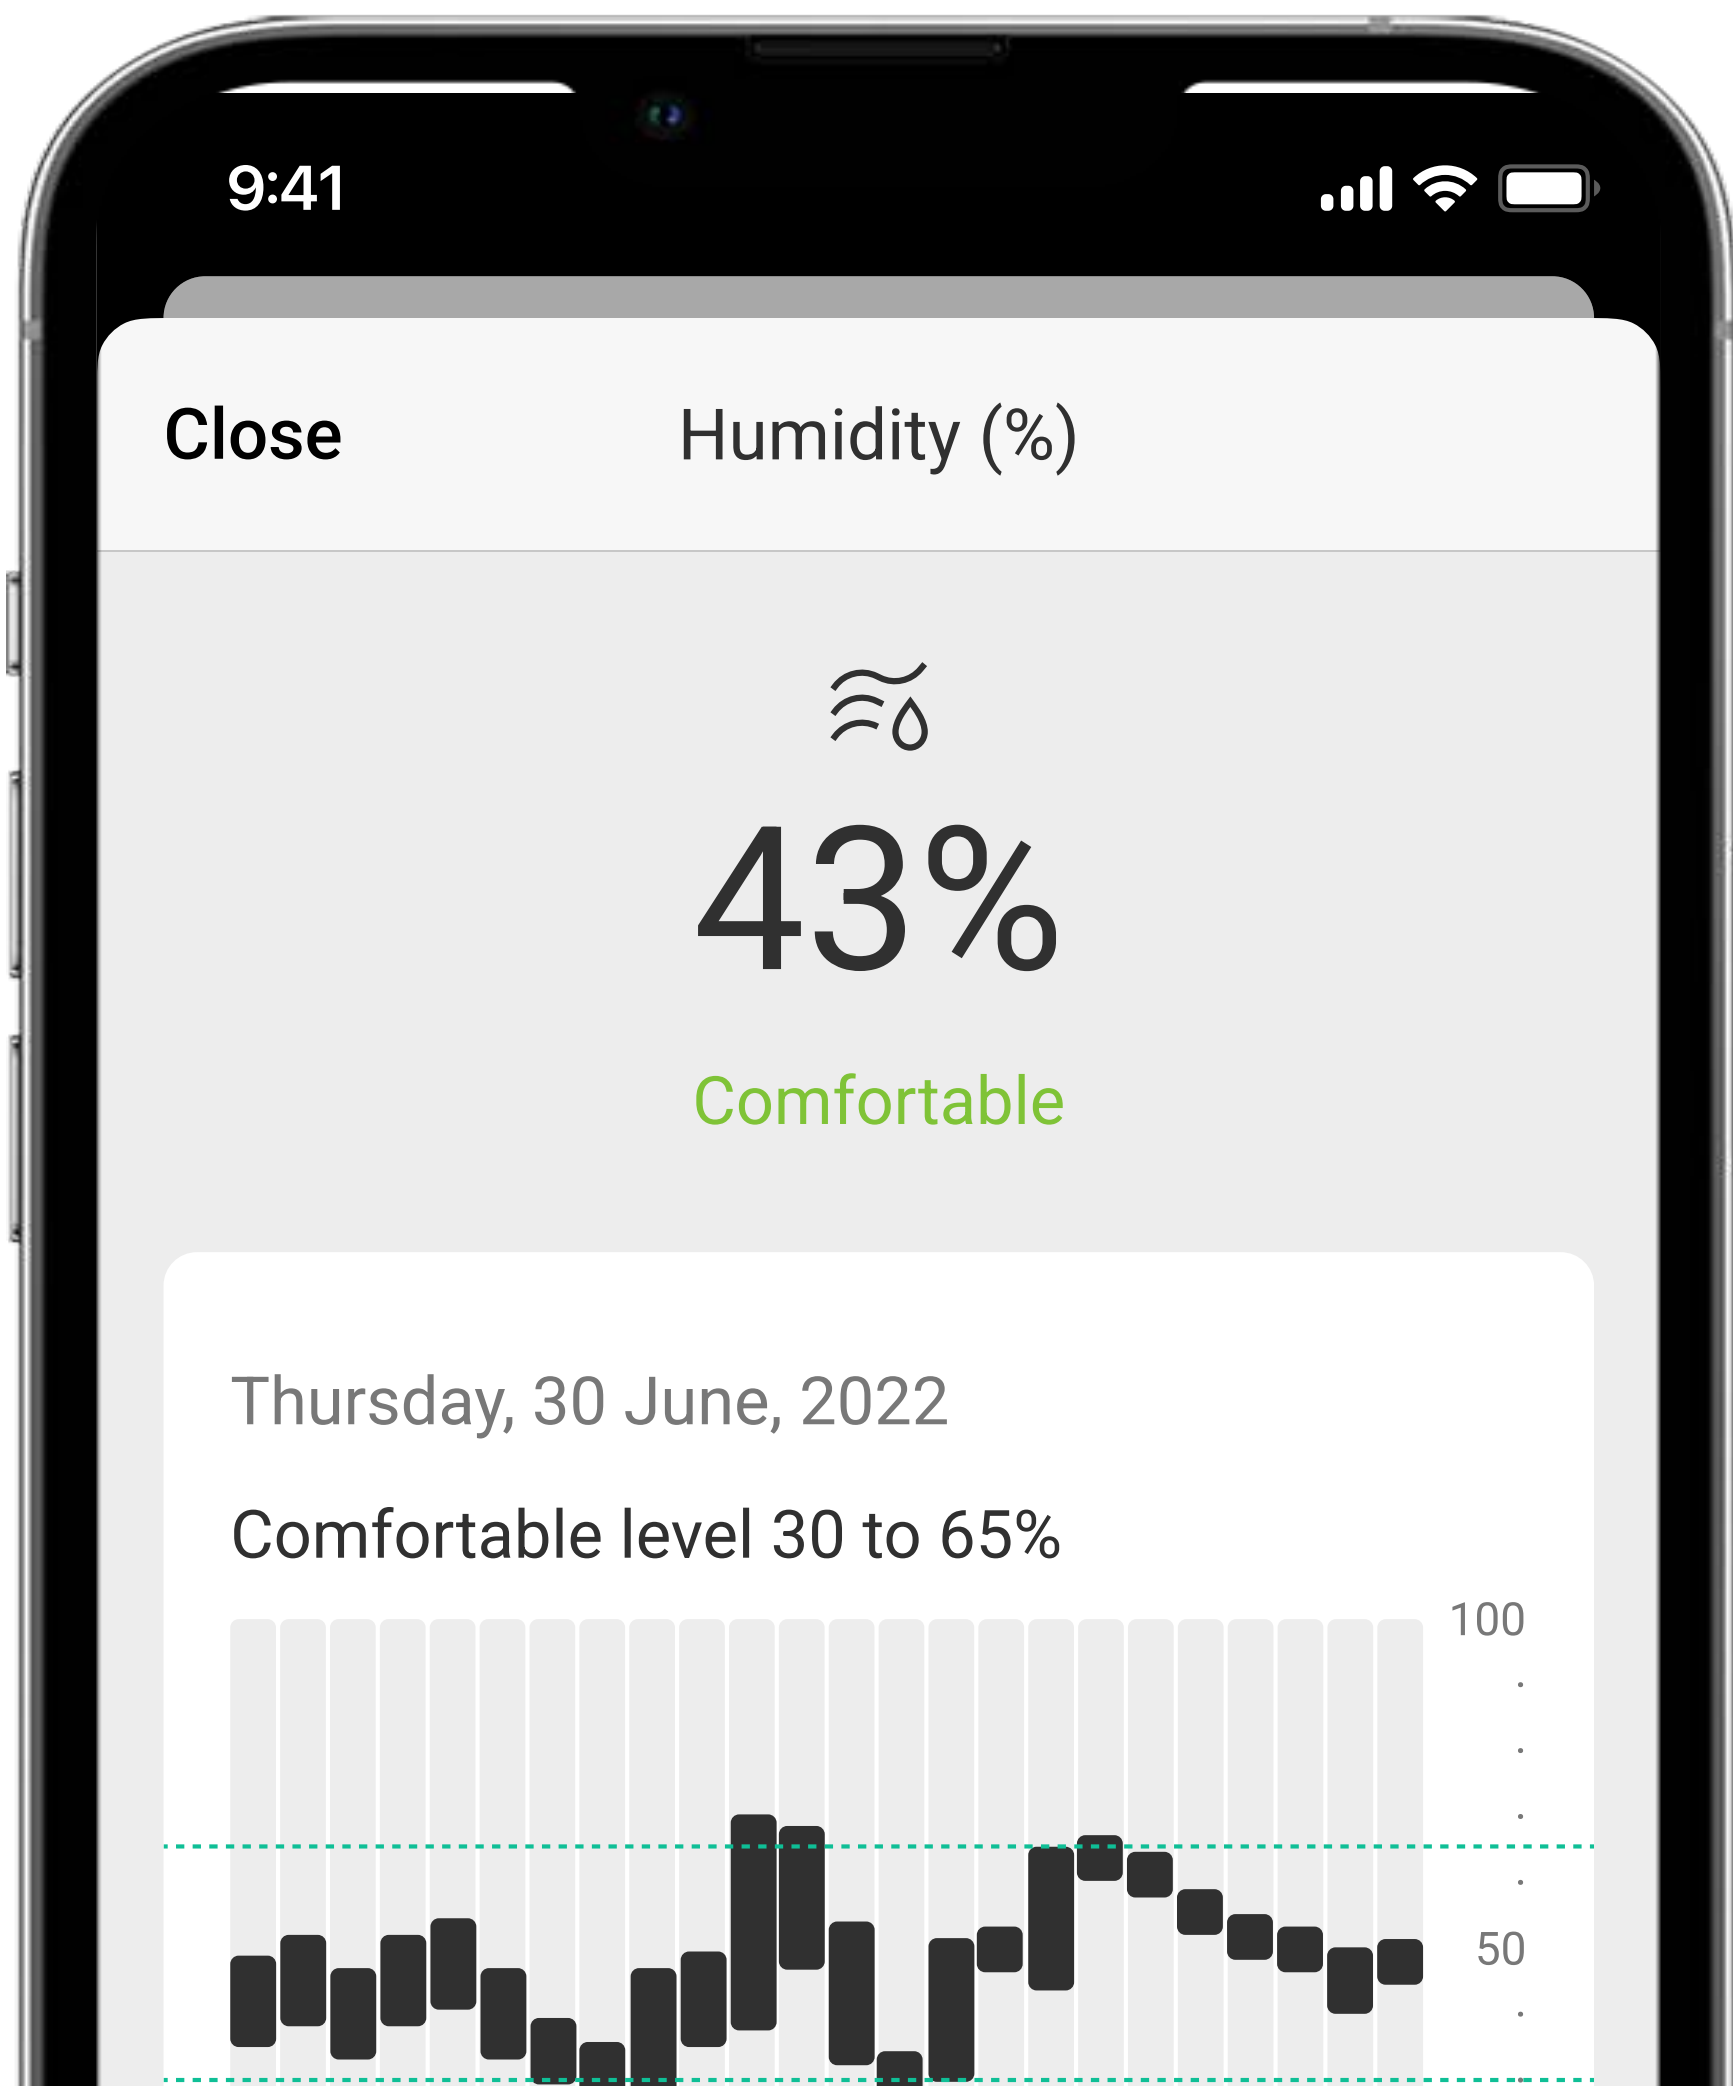 9:41
Close
Humidity (%)
43%
Comfortable
Thursday, 30 June, 2022
Comfortable level 30 to 65%
100
50